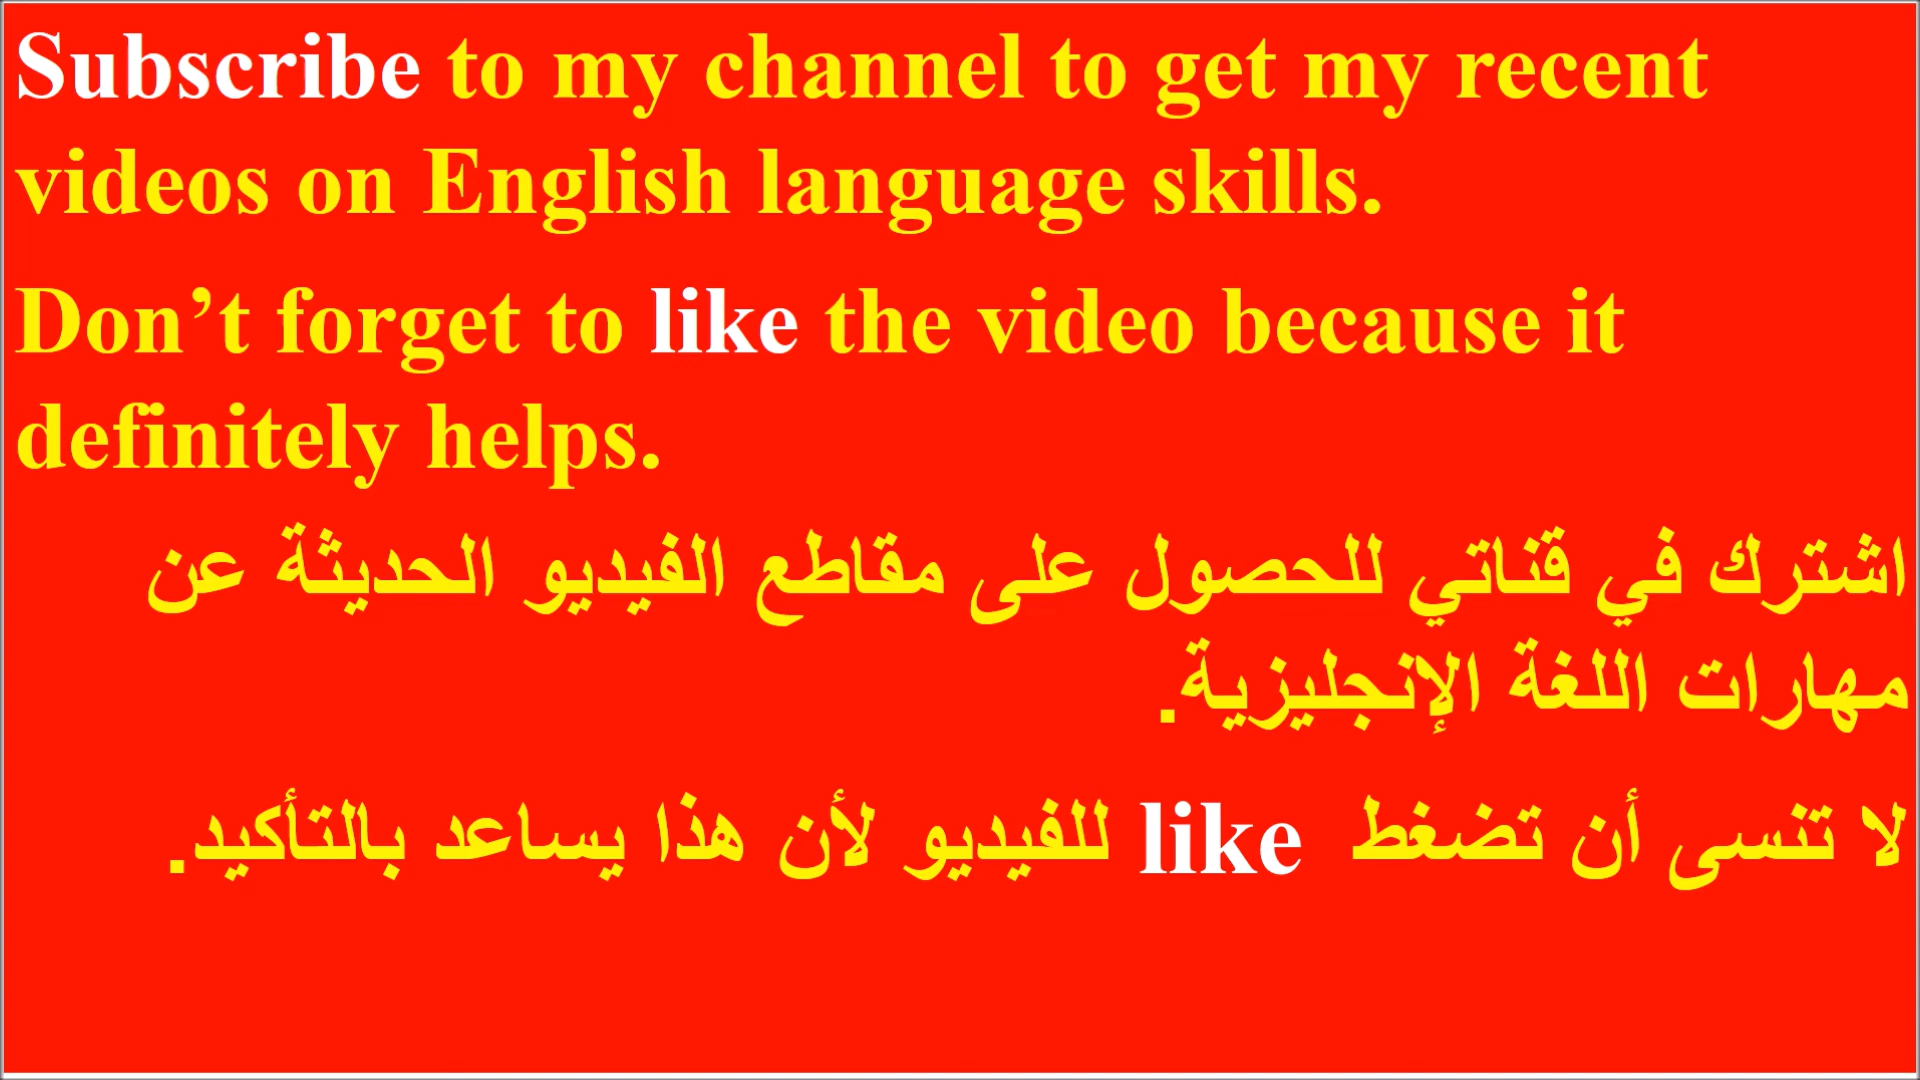 Subscribe to my channel to get my recent
videos on English language skills.
Don’t forget to like the video because it
definitely helps.
اشترك في قناتي للحصول على مقاطع الفيديو الحديثة عن
مهارات اللغة الإنجليزية.
لا تنسى أن تضغط like للفيديو لأن هذا يساعد بالتأكيد.